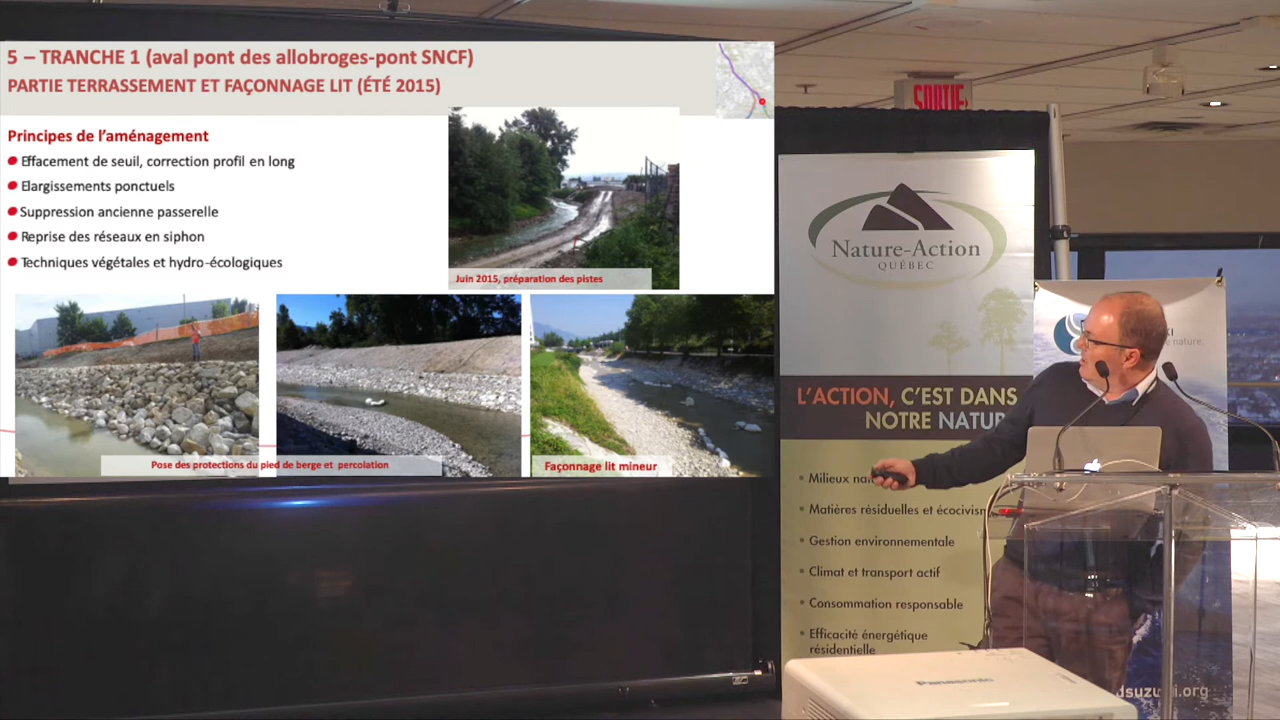 5 – TRANCHE 1 (aval pont des allobroges-pont SNCF)
PARTIE TERRASSEMENT ET FAÇONNAGE LIT (ÉTÉ 2015)
Principes de l'aménagement
Effacement de seuil, correction profil en long
Elargissements ponctuels
Suppression ancienne passerelle
Reprise des réseaux en siphon
Techniques végétales et hydro-écologiques
Juin 2015, préparation des pistes
Pose des protections du pied de berge et percolation
Façonnage lit mineur
SORTIE
Nature-Action
QUÉBEC
L'ACTION, C'EST DANS
NOTRE NATUR
• Milieux na
• Matières résiduelles et écocivism
• Gestion environnementale
• Climat et transport actif
• Consommation responsable
• Efficacité énergétique
résidentielle
KI
nature.
Panasonic